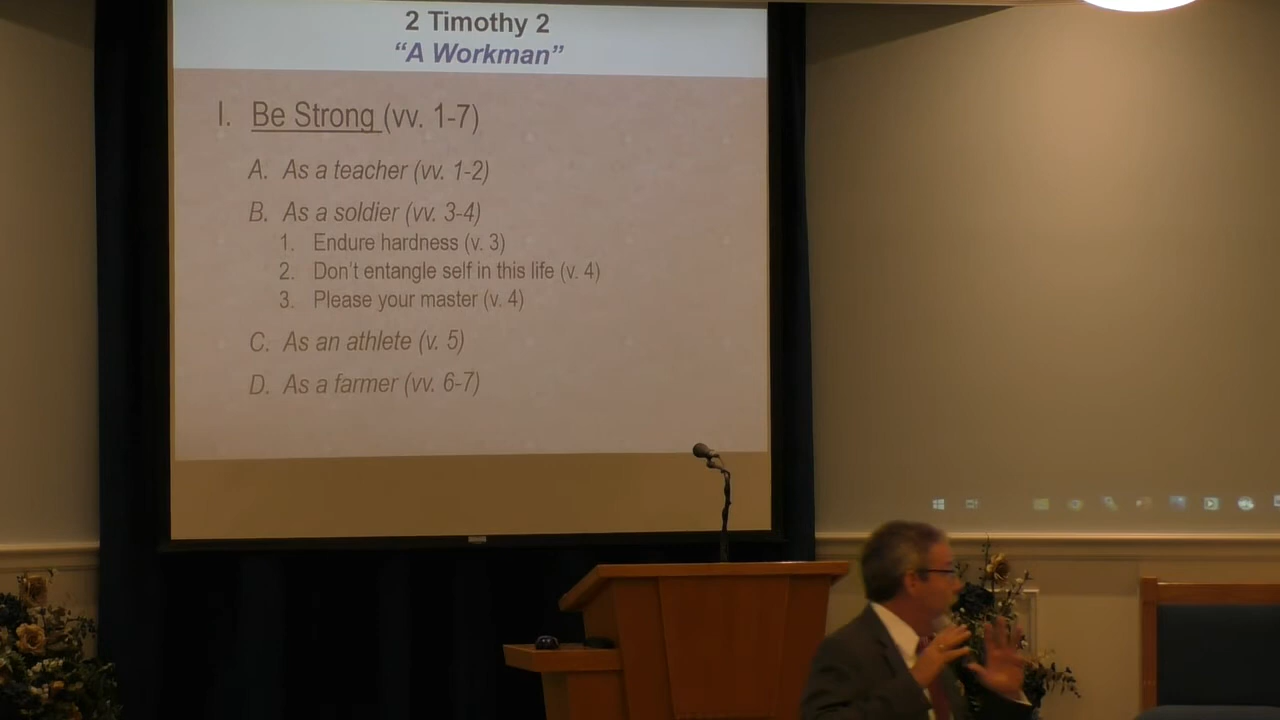 2 Timothy 2
“A Workman”
I. Be Strong (vv. 1-7)
A. As a teacher (vv. 1-2)
B. As a soldier (vv. 3-4)
1. Endure hardness (v. 3)
2. Don't entangle self in this life (v. 4)
3. Please your master (v. 4)
C. As an athlete (v. 5)
D. As a farmer (vv. 6-7)